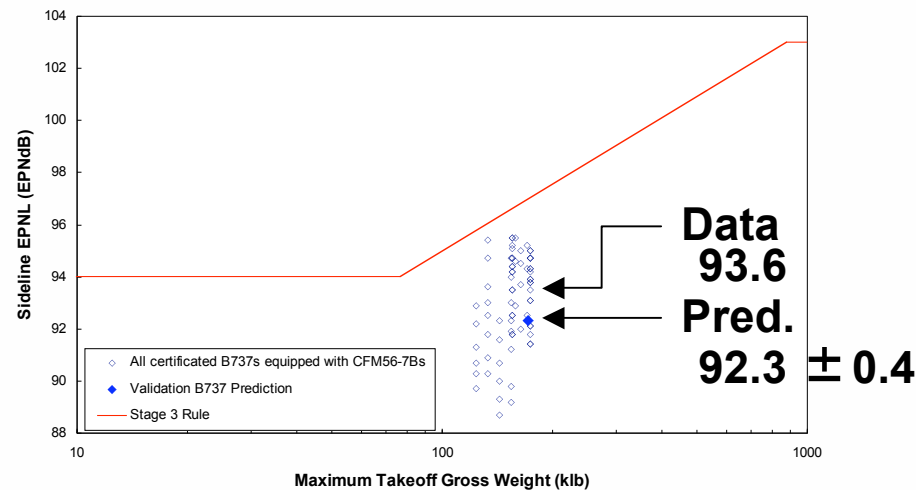 104
102
100
98
96
94
92
90
88
Sideline EPNL (EPNdB)
Data
93.6
Pred.
92.3 ± 0.4
All certificated B737s equipped with CFM56-7Bs
Validation B737 Prediction
Stage 3 Rule
10
100
1000
Maximum Takeoff Gross Weight (klb)